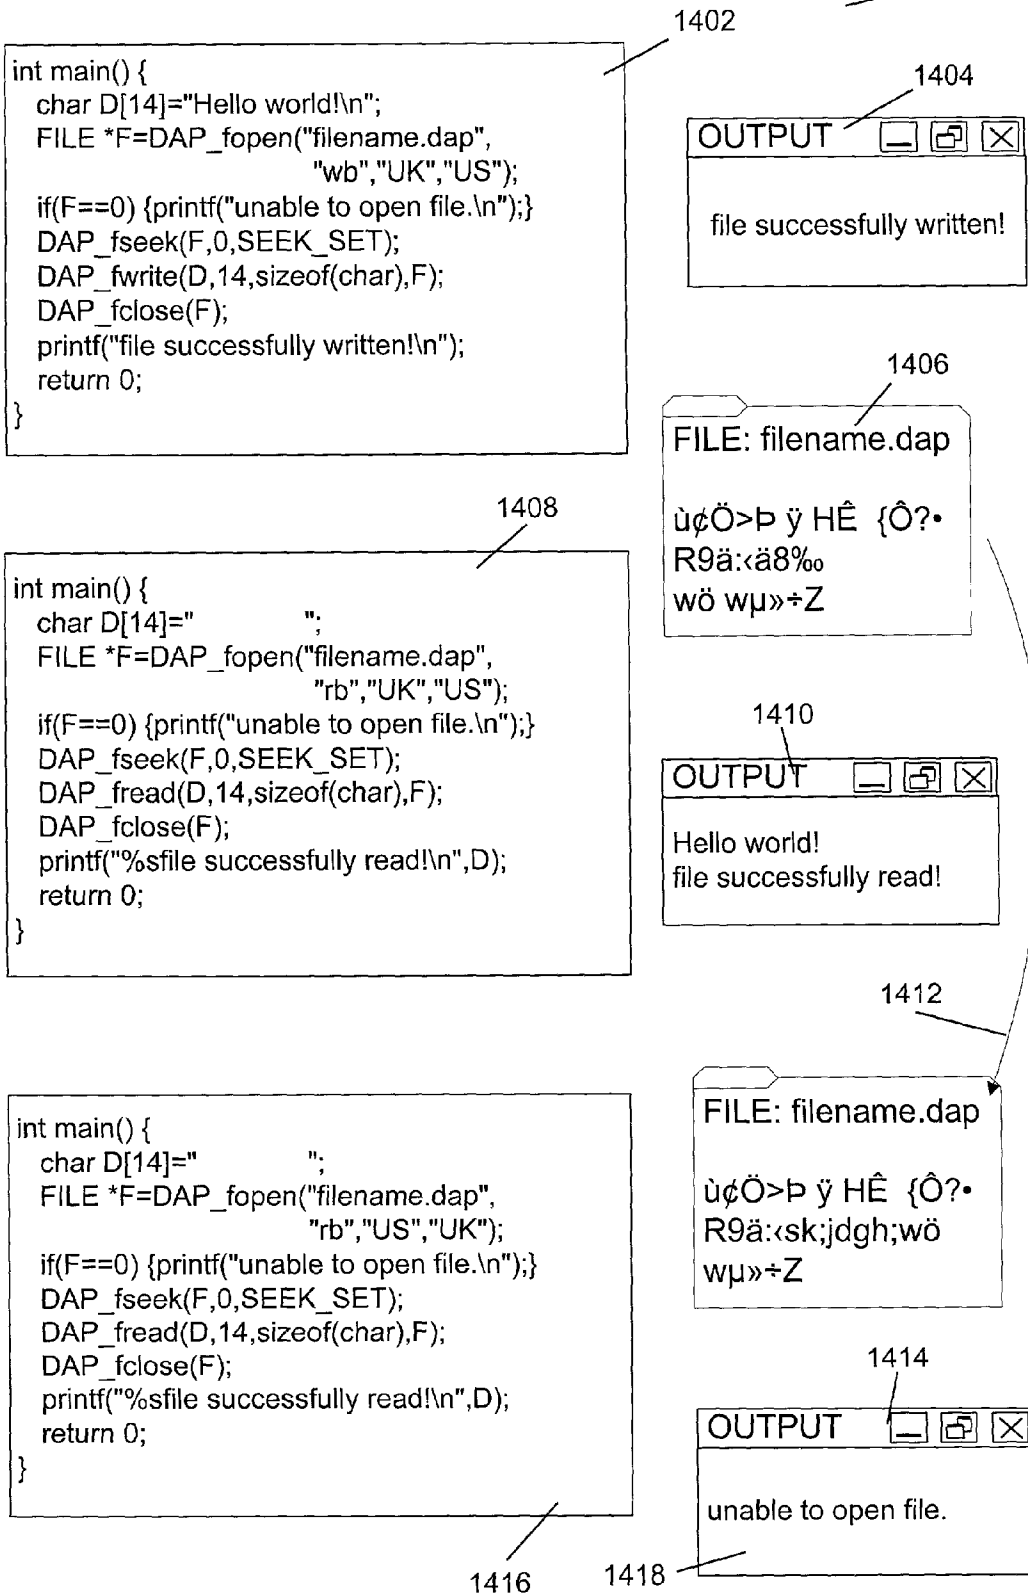 1402
int main() {
char D[14]="Hello world!\n";
FILE *F=DAP_fopen("filename.dap",
"wb","UK","US");
if(F==0) {printf("unable to open file.\n");}
DAP_fseek(F,0,SEEK_SET);
DAP_fwrite(D,14,sizeof(char),F);
DAP_fclose(F);
printf("file successfully written!\n");
return 0;
}
1404
OUTPUT
file successfully written!
1406
FILE: filename.dap
ù¢Ö>Þ ÿ HÊ {Ô?•
R9ä:‹ä8‰
wö wµ»÷Z
1408
int main() {
char D[14]=" ";
FILE *F=DAP_fopen("filename.dap",
"rb","UK","US");
if(F==0) {printf("unable to open file.\n");}
DAP_fseek(F,0,SEEK_SET);
DAP_fread(D,14,sizeof(char),F);
DAP_fclose(F);
printf("%sfile successfully read!\n",D);
return 0;
}
1410
OUTPUT
Hello world!
file successfully read!
1412
FILE: filename.dap
ù¢Ö>Þ ÿ HÊ {Ô?•
R9ä:‹sk;jdgh;wö
wµ»÷Z
int main() {
char D[14]=" ";
FILE *F=DAP_fopen("filename.dap",
"rb","US","UK");
if(F==0) {printf("unable to open file.\n");}
DAP_fseek(F,0,SEEK_SET);
DAP_fread(D,14,sizeof(char),F);
DAP_fclose(F);
printf("%sfile successfully read!\n",D);
return 0;
}
1416
1414
OUTPUT
unable to open file.
1418